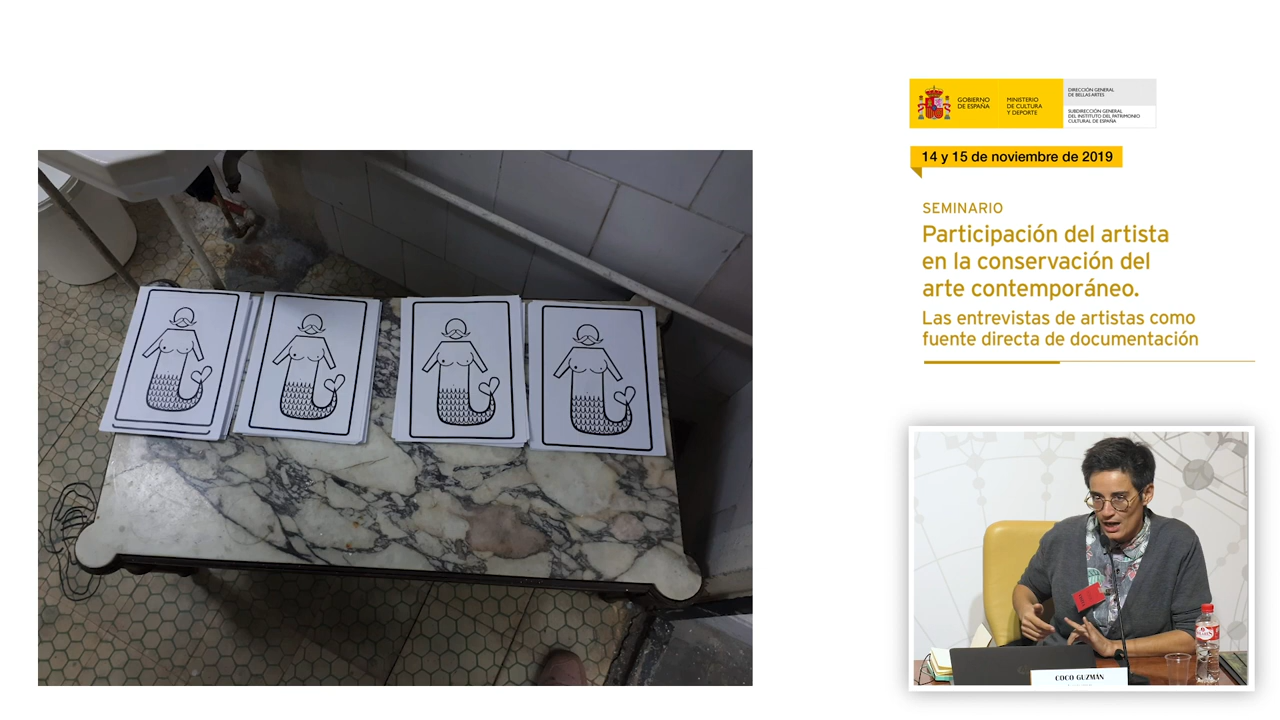 GOBIERNO
DE ESPAÑA
MINISTERIO
DE CULTURA
Y DEPORTE
DIRECCIÓN GENERAL
DE BELLAS ARTES
SUBDIRECCIÓN GENERAL
DEL INSTITUTO DEL PATRIMONIO
CULTURAL DE ESPAÑA
14 y 15 de noviembre de 2019
SEMINARIO
Participación del artista
en la conservación del
arte contemporáneo.
Las entrevistas de artistas como
fuente directa de documentación
COCO GUZMÁN